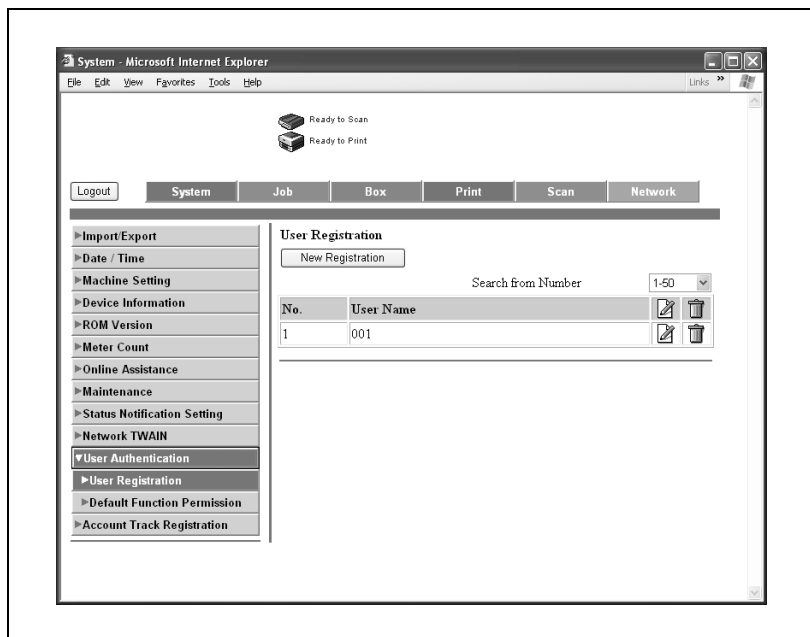 System - Microsoft Internet Explorer
File Edit View Favorites Tools Help Links »
Ready to Scan
Ready to Print
Logout System Job Box Print Scan Network
Import/Export
Date / Time
Machine Setting
Device Information
ROM Version
Meter Count
Online Assistance
Maintenance
Status Notification Setting
Network TWAIN
User Authentication
User Registration
Default Function Permission
Account Track Registration
User Registration
New Registration
Search from Number 1-50
No. User Name
1 001